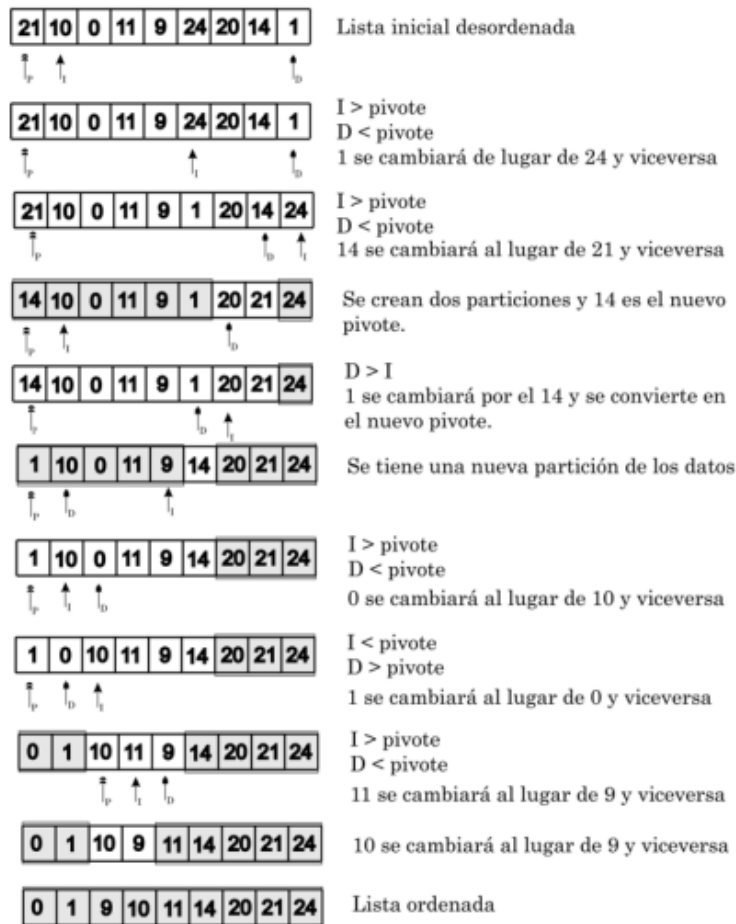 21 10 0 11 9 24 20 14 1 Lista inicial desordenada
P I D
21 10 0 11 9 24 20 14 1
I > pivote
D < pivote
1 se cambiará de lugar de 24 y viceversa
P I D
21 10 0 11 9 1 20 14 24
I > pivote
D < pivote
14 se cambiará al lugar de 21 y viceversa
P D I
14 10 0 11 9 1 20 21 24
Se crean dos particiones y 14 es el nuevo
pivote.
P I D
14 10 0 11 9 1 20 21 24
D > I
1 se cambiará por el 14 y se convierte en
el nuevo pivote.
P D I
1 10 0 11 9 14 20 21 24 Se tiene una nueva partición de los datos
P D I
1 10 0 11 9 14 20 21 24
I > pivote
D < pivote
0 se cambiará al lugar de 10 y viceversa
P I D
1 0 10 11 9 14 20 21 24
I < pivote
D > pivote
1 se cambiará al lugar de 0 y viceversa
P D I
0 1 10 11 9 14 20 21 24
I > pivote
D < pivote
11 se cambiará al lugar de 9 y viceversa
P I D
0 1 10 9 11 14 20 21 24 10 se cambiará al lugar de 9 y viceversa
0 1 9 10 11 14 20 21 24 Lista ordenada